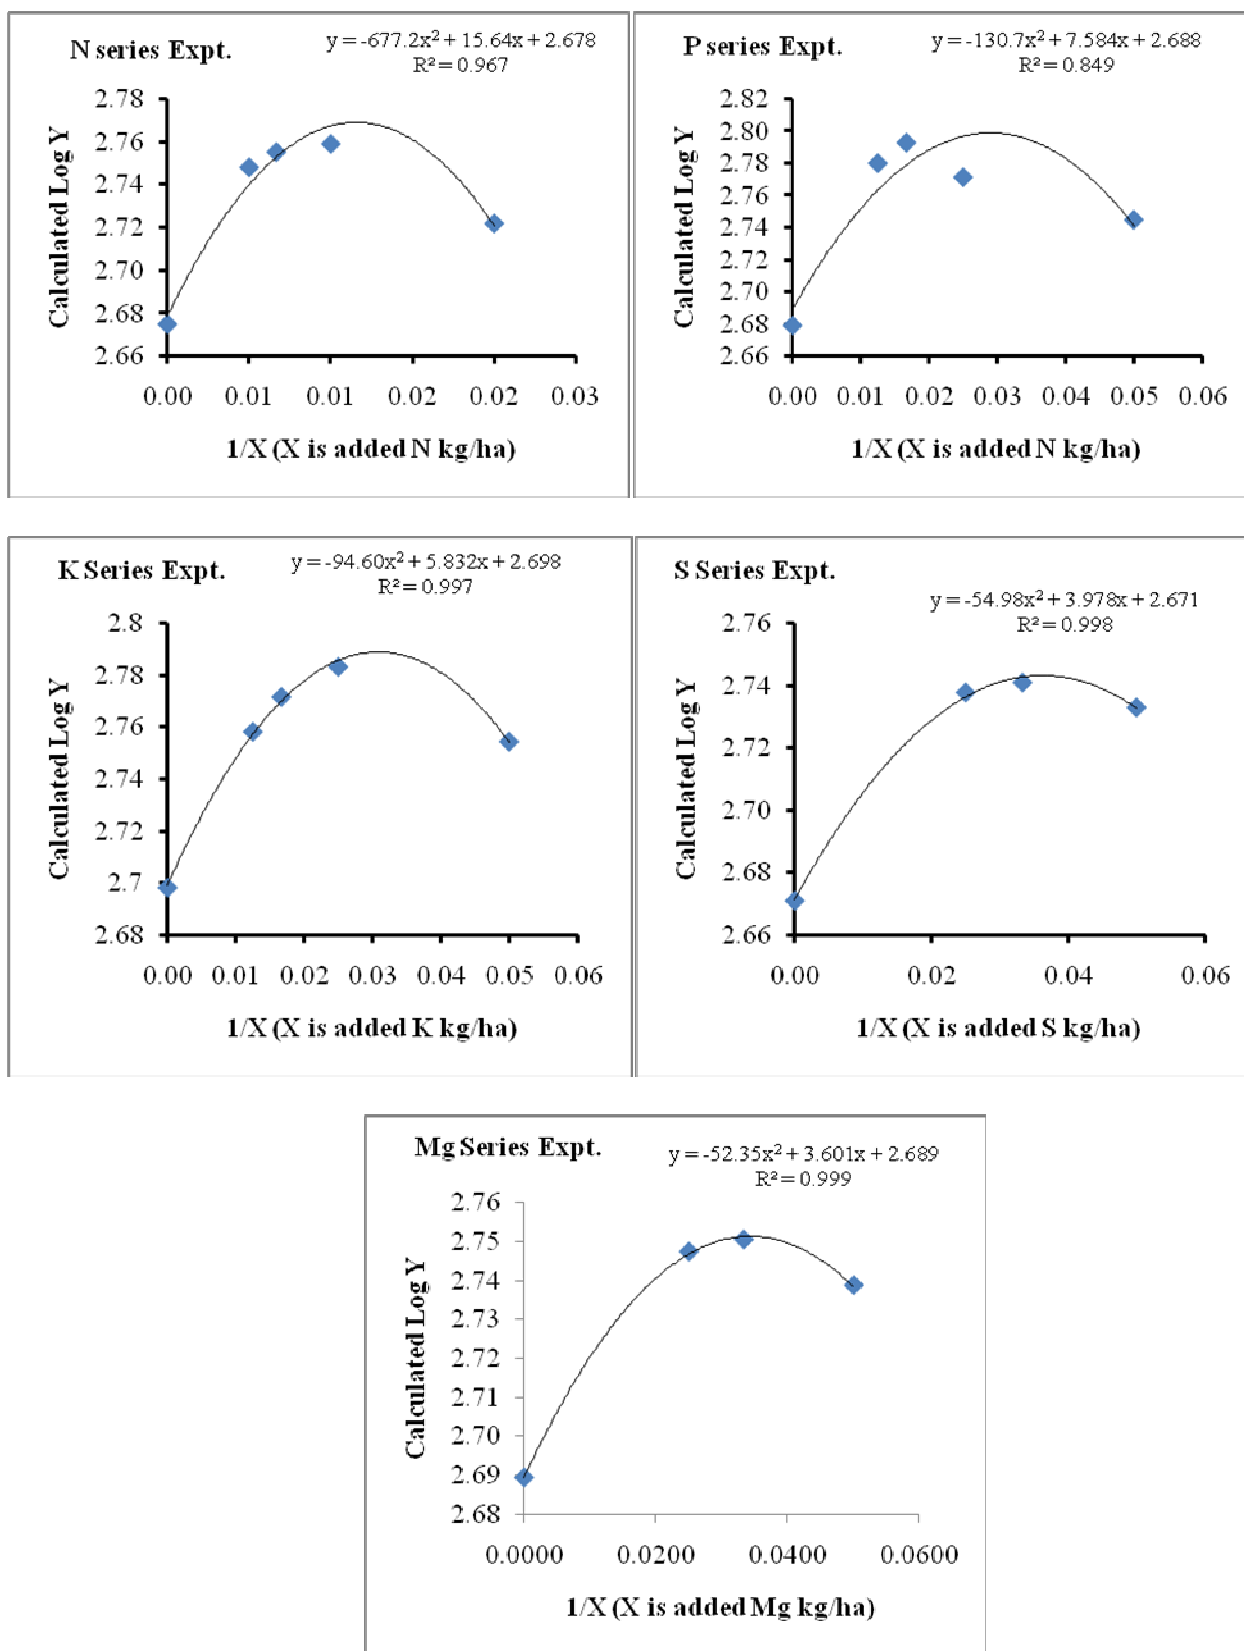 N series Expt.
y = -677.2x² + 15.64x + 2.678
R² = 0.967
Calculated Log Y
2.78
2.76
2.74
2.72
2.70
2.68
2.66
0.00 0.01 0.01 0.02 0.02 0.03
1/X (X is added N kg/ha)
P series Expt.
y = -130.7x² + 7.584x + 2.688
R² = 0.849
Calculated Log Y
2.82
2.80
2.78
2.76
2.74
2.72
2.70
2.68
2.66
0.00 0.01 0.02 0.03 0.04 0.05 0.06
1/X (X is added N kg/ha)
K Series Expt.
y = -94.60x² + 5.832x + 2.698
R² = 0.997
Calculated Log Y
2.8
2.78
2.76
2.74
2.72
2.7
2.68
0.00 0.01 0.02 0.03 0.04 0.05 0.06
1/X (X is added K kg/ha)
S Series Expt.
y = -54.98x² + 3.978x + 2.671
R² = 0.998
Calculated Log Y
2.76
2.74
2.72
2.70
2.68
2.66
0.00 0.02 0.04 0.06
1/X (X is added S kg/ha)
Mg Series Expt.
y = -52.35x² + 3.601x + 2.689
R² = 0.999
Calculated Log Y
2.76
2.75
2.74
2.73
2.72
2.71
2.70
2.69
2.68
0.0000 0.0200 0.0400 0.0600
1/X (X is added Mg kg/ha)